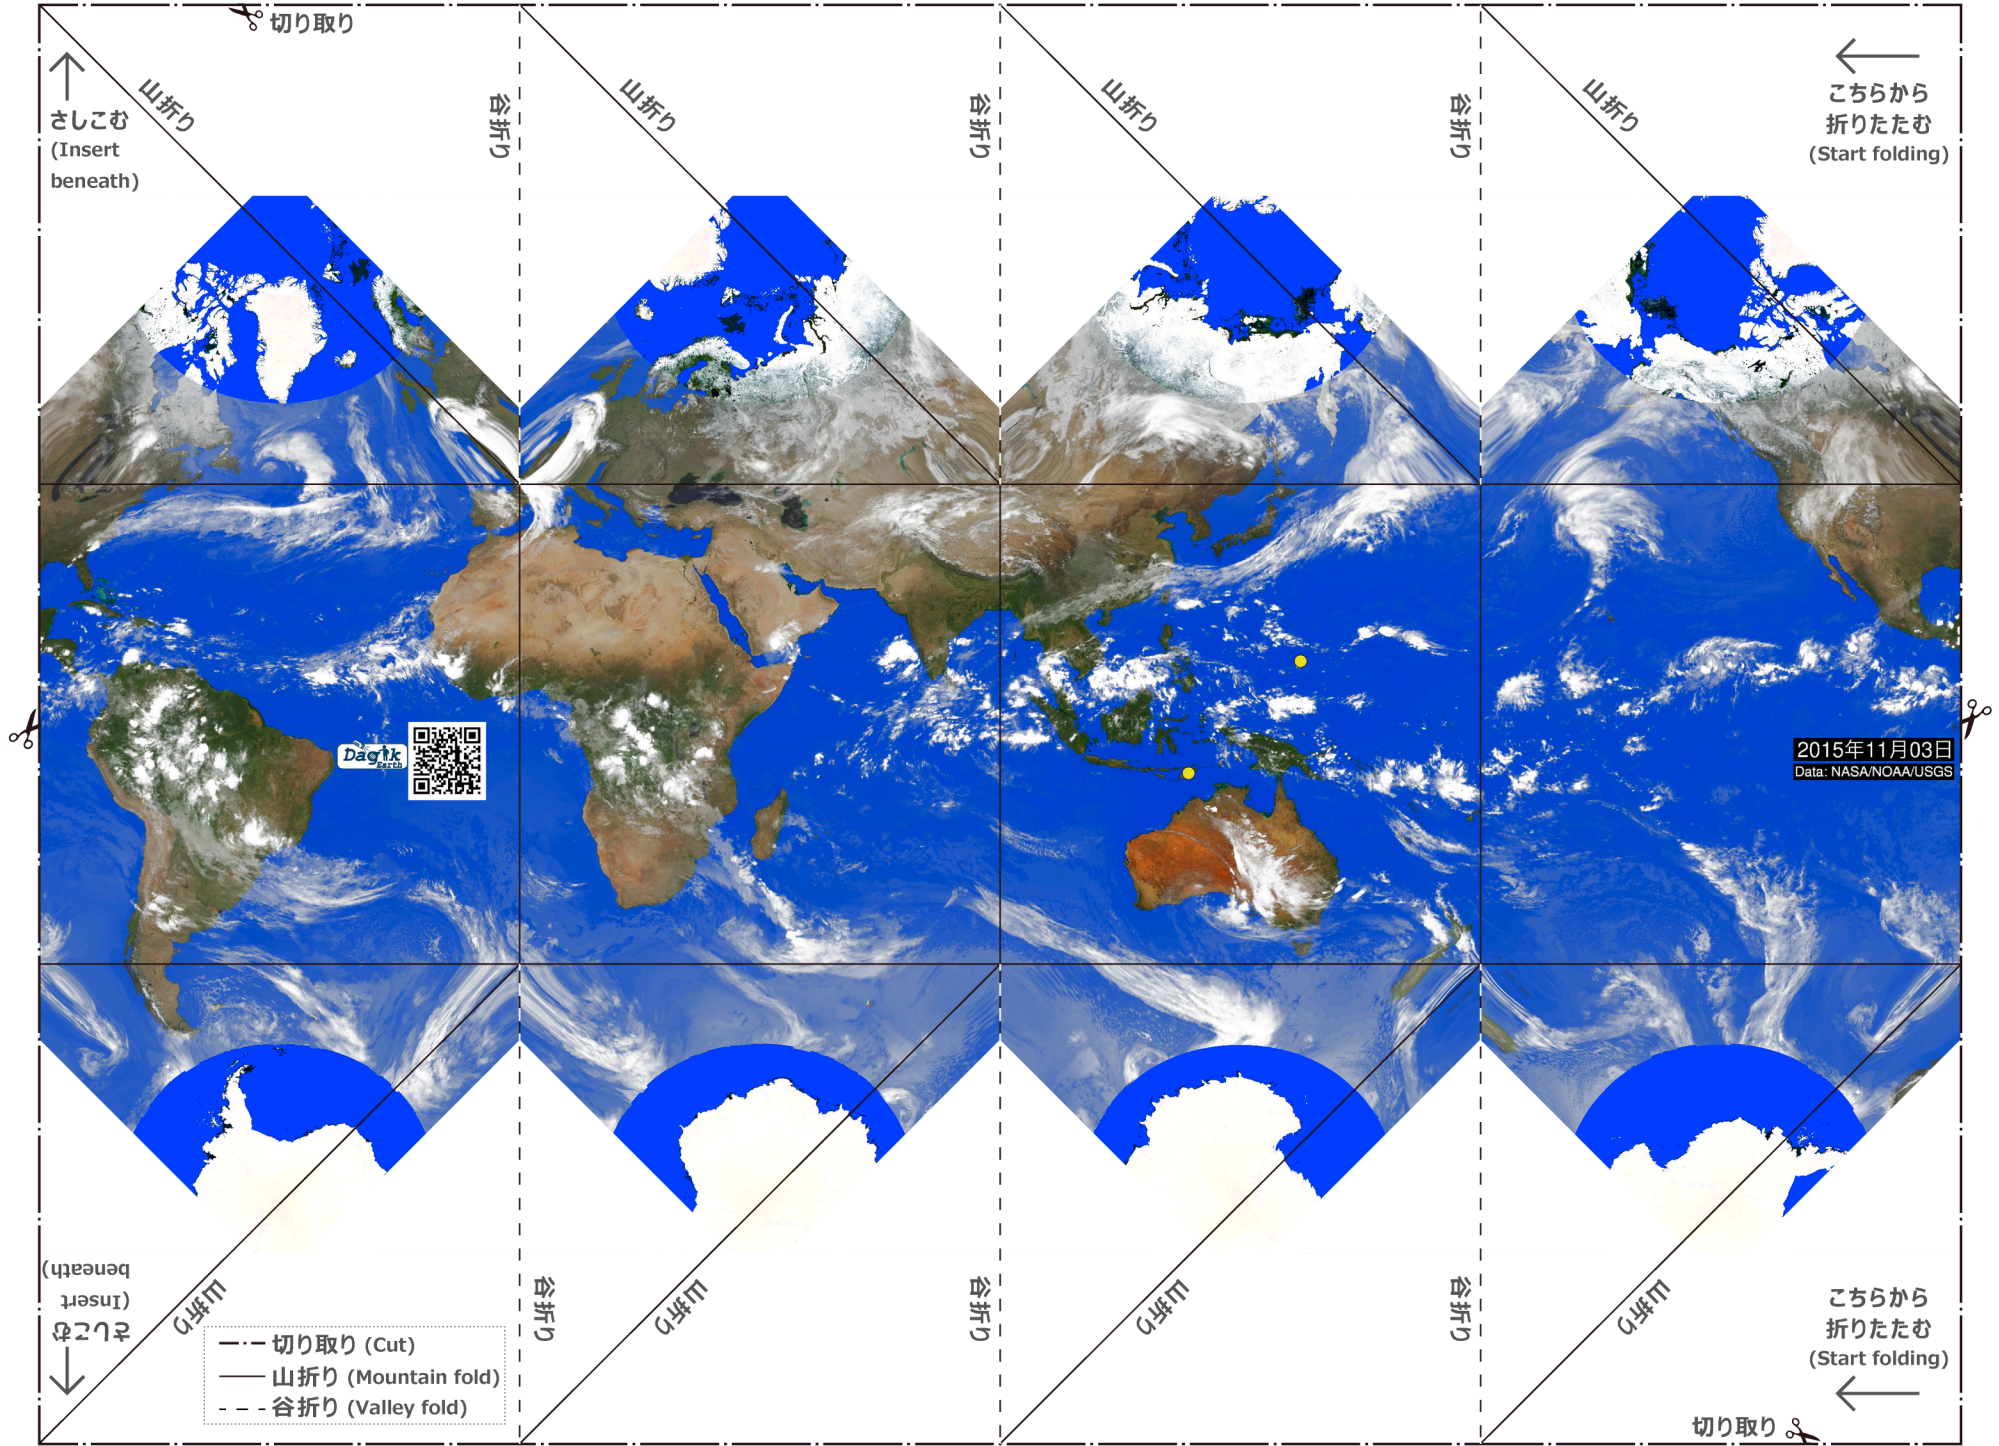 切り取り
さしこむ
(Insert
beneath)
山折り
谷折り
山折り
谷折り
山折り
谷折り
山折り
こちらから
折りたたむ
(Start folding)
Dagik
Earth
2015年11月03日
Data: NASA/NOAA/USGS
さしこむ
(Insert
beneath)
山折り
谷折り
山折り
谷折り
山折り
谷折り
山折り
こちらから
折りたたむ
(Start folding)
切り取り (Cut)
山折り (Mountain fold)
谷折り (Valley fold)
切り取り